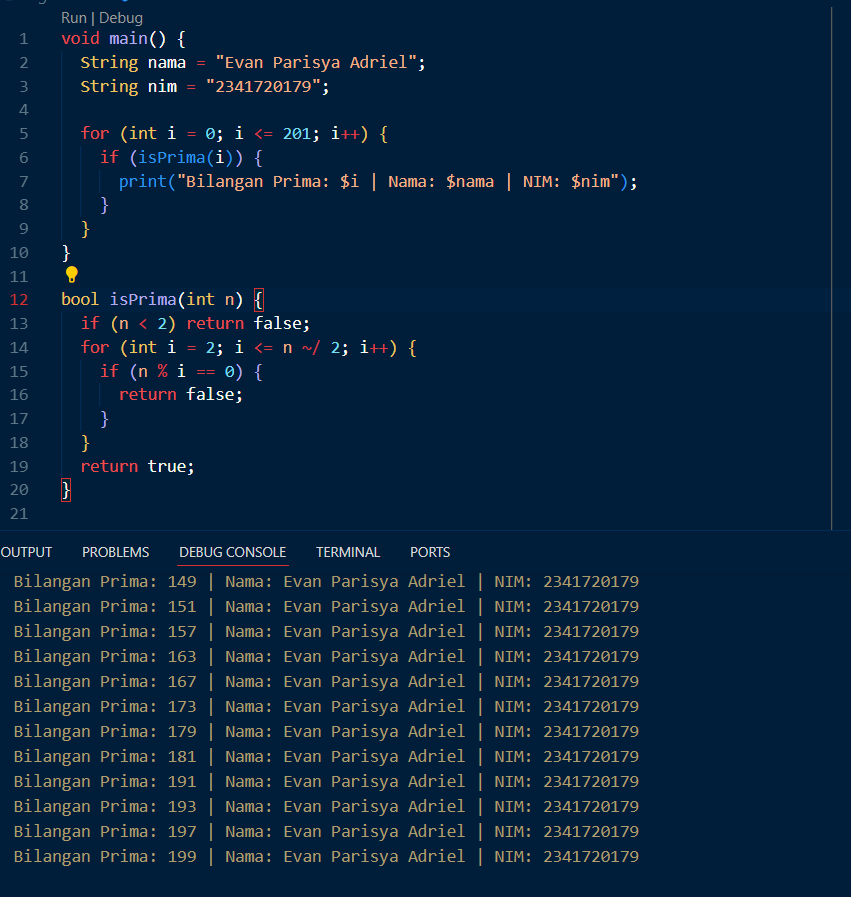 Run | Debug
1 void main() {
2 String nama = "Evan Parisya Adriel";
3 String nim = "2341720179";
4
5 for (int i = 0; i <= 201; i++) {
6 if (isPrima(i)) {
7 print("Bilangan Prima: $i | Nama: $nama | NIM: $nim");
8 }
9 }
10 }
11
12 bool isPrima(int n) {
13 if (n < 2) return false;
14 for (int i = 2; i <= n ~/ 2; i++) {
15 if (n % i == 0) {
16 return false;
17 }
18 }
19 return true;
20 }
21
OUTPUT PROBLEMS DEBUG CONSOLE TERMINAL PORTS
Bilangan Prima: 149 | Nama: Evan Parisya Adriel | NIM: 2341720179
Bilangan Prima: 151 | Nama: Evan Parisya Adriel | NIM: 2341720179
Bilangan Prima: 157 | Nama: Evan Parisya Adriel | NIM: 2341720179
Bilangan Prima: 163 | Nama: Evan Parisya Adriel | NIM: 2341720179
Bilangan Prima: 167 | Nama: Evan Parisya Adriel | NIM: 2341720179
Bilangan Prima: 173 | Nama: Evan Parisya Adriel | NIM: 2341720179
Bilangan Prima: 179 | Nama: Evan Parisya Adriel | NIM: 2341720179
Bilangan Prima: 181 | Nama: Evan Parisya Adriel | NIM: 2341720179
Bilangan Prima: 191 | Nama: Evan Parisya Adriel | NIM: 2341720179
Bilangan Prima: 193 | Nama: Evan Parisya Adriel | NIM: 2341720179
Bilangan Prima: 197 | Nama: Evan Parisya Adriel | NIM: 2341720179
Bilangan Prima: 199 | Nama: Evan Parisya Adriel | NIM: 2341720179